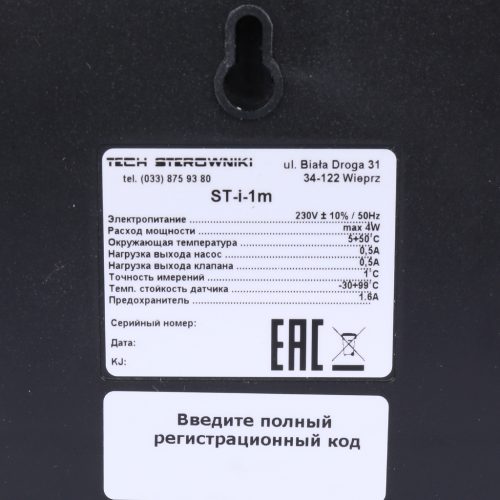 TECH STEROWNIKI
ul. Biała Droga 31
tel. (033) 875 93 80
34-122 Wieprz
ST-i-1m
Электропитание 230V ± 10% / 50Hz
Расход мощности max 4W
Окружающая температура 5+50°C
Нагрузка выхода насос 0,5A
Нагрузка выхода клапана 0,5A
Точность измерений 1°C
Темп. стойкость датчика -30+99°C
Предохранитель 1.6A
Серийный номер:
Дата:
KJ:
EAC
Введите полный
регистрационный код